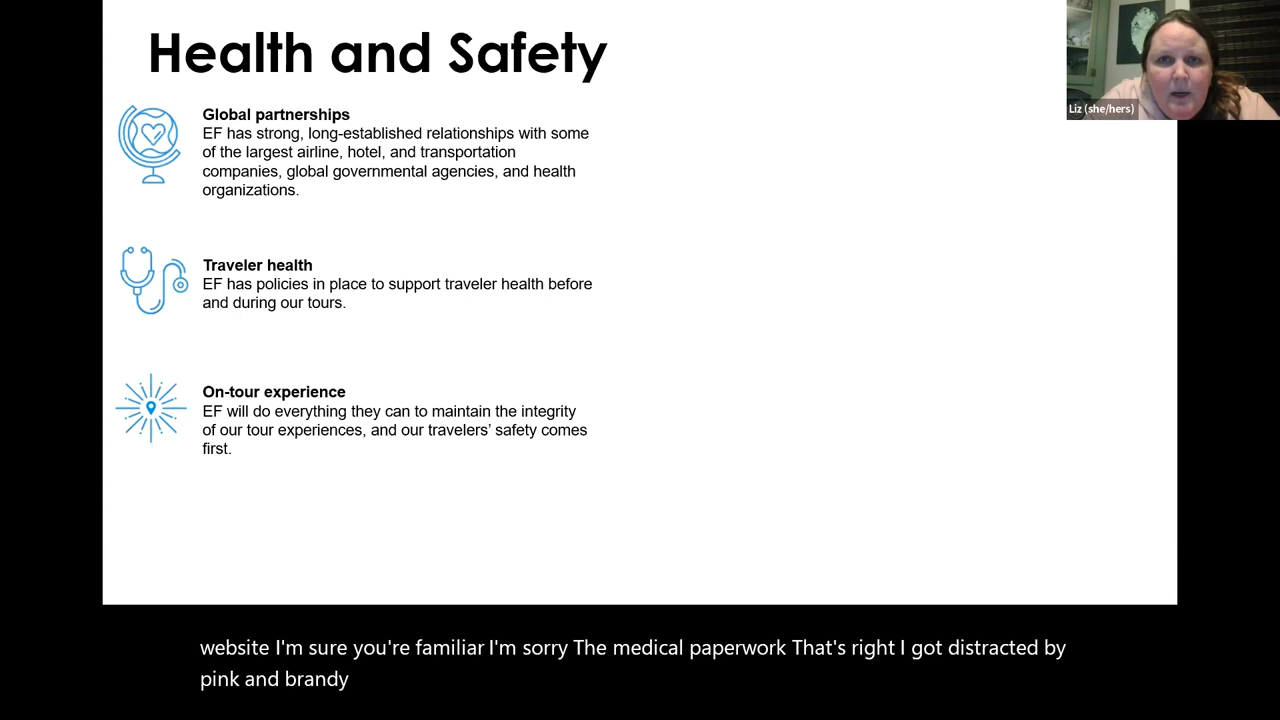 Health and Safety
Liz (she/hers)
Global partnerships
EF has strong, long-established relationships with some
of the largest airline, hotel, and transportation
companies, global governmental agencies, and health
organizations.
Traveler health
EF has policies in place to support traveler health before
and during our tours.
On-tour experience
EF will do everything they can to maintain the integrity
of our tour experiences, and our travelers’ safety comes
first.
website I'm sure you're familiar I'm sorry The medical paperwork That's right I got distracted by
pink and brandy